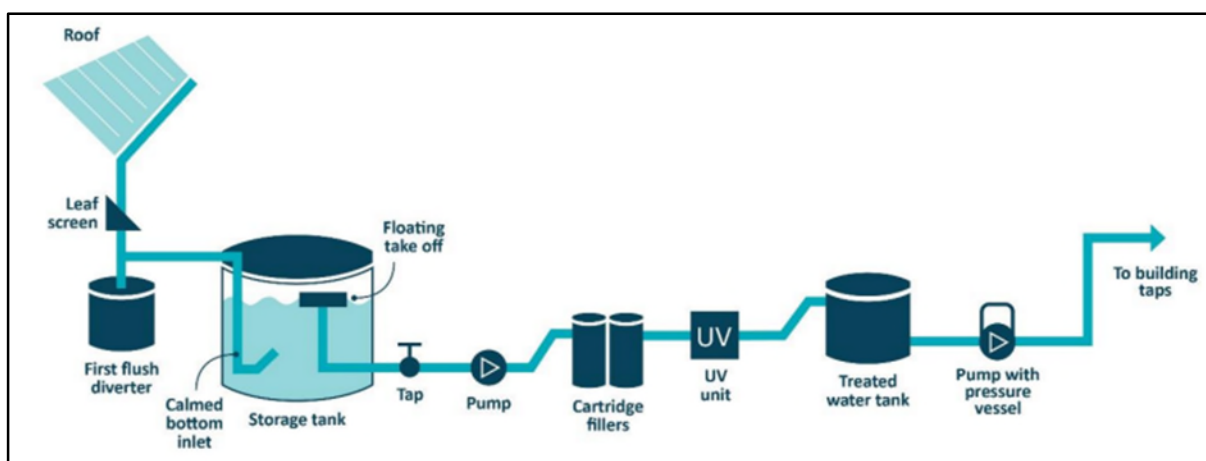 Roof
Leaf
screen
First flush
diverter
Calmed
bottom
inlet
Storage tank
Floating
take off
Tap
Pump
Cartridge
fillers
UV
UV
unit
Treated
water tank
Pump with
pressure
vessel
To building
taps